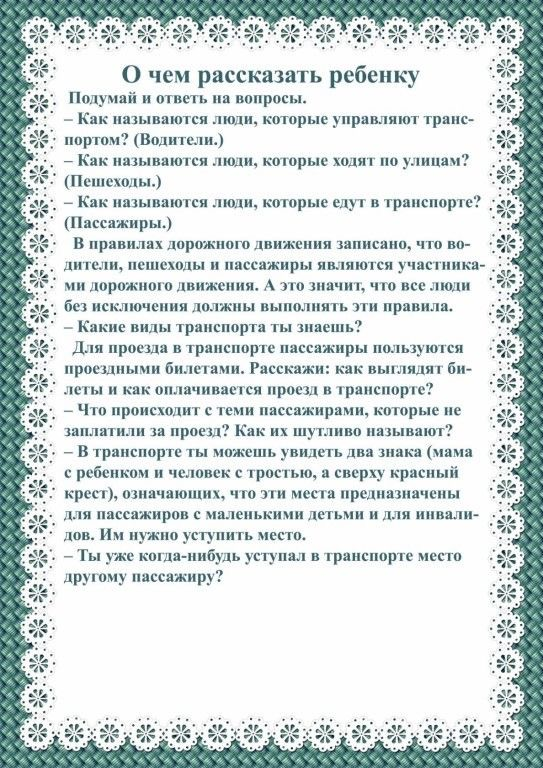 О чем рассказать ребенку
Подумай и ответь на вопросы.
– Как называются люди, которые управляют транс-
портом? (Водители.)
– Как называются люди, которые ходят по улицам?
(Пешеходы.)
– Как называются люди, которые едут в транспорте?
(Пассажиры.)
В правилах дорожного движения записано, что во-
дители, пешеходы и пассажиры являются участника-
ми дорожного движения. А это значит, что все люди
без исключения должны выполнять эти правила.
– Какие виды транспорта ты знаешь?
Для проезда в транспорте пассажиры пользуются
проездными билетами. Расскажи: как выглядят би-
леты и как оплачивается проезд в транспорте?
– Что происходит с теми пассажирами, которые не
заплатили за проезд? Как их шутливо называют?
– В транспорте ты можешь увидеть два знака (мама
с ребенком и человек с тростью, а сверху красный
крест), означающих, что эти места предназначены
для пассажиров с маленькими детьми и для инвали-
дов. Им нужно уступить место.
– Ты уже когда-нибудь уступал в транспорте место
другому пассажиру?